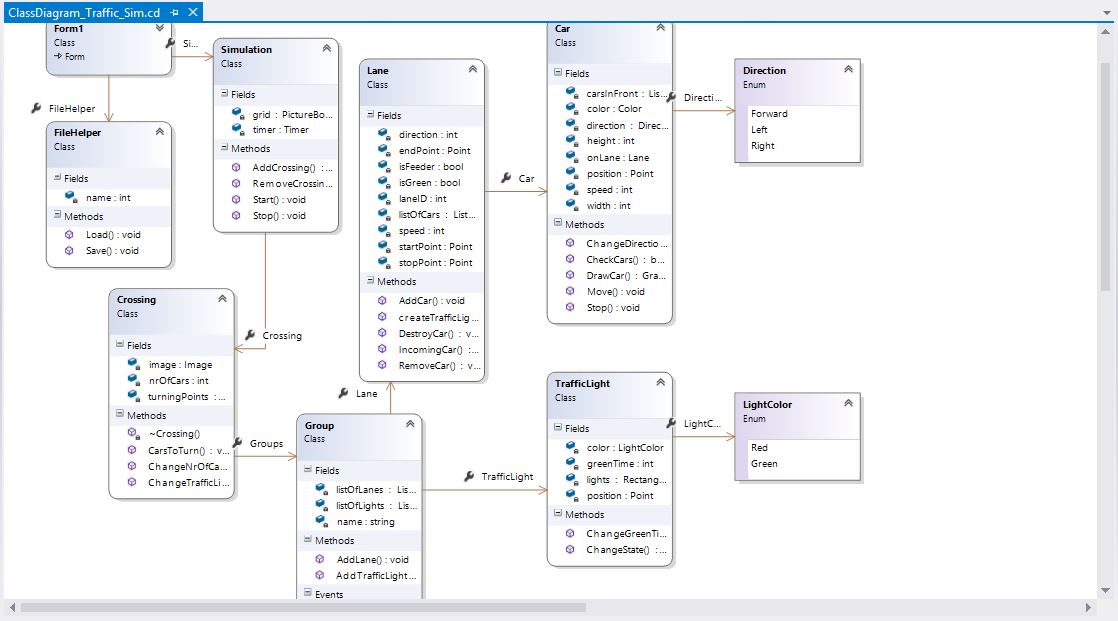 ClassDiagram_Traffic_Sim.cd
Form1
Class
Form
Si...
FileHelper
FileHelper
Class
Fields
name : int
Methods
Load() : void
Save() : void
Simulation
Class
Fields
grid : PictureBo...
timer : Timer
Methods
AddCrossing() :...
RemoveCrossin...
Start() : void
Stop() : void
Crossing
Crossing
Class
Fields
image : Image
nrOfCars : int
turningPoints :...
Methods
~Crossing()
CarsToTurn() : v...
ChangeNrOfCa...
ChangeTrafficLi...
Groups
Lane
Class
Fields
direction : int
endPoint : Point
isFeeder : bool
isGreen : bool
laneID : int
listOfCars : List...
speed : int
startPoint : Point
stopPoint : Point
Methods
AddCar() : void
createTrafficLig...
DestroyCar() : v...
IncomingCar() :...
RemoveCar() : v...
Lane
Group
Class
Fields
listOfLanes : Lis...
listOfLights : Lis...
name : string
Methods
AddLane() : void
AddTrafficLight...
Events
Car
TrafficLight
Car
Class
Fields
carsInFront : Lis...
color : Color
direction : Direc...
height : int
onLane : Lane
position : Point
speed : int
width : int
Methods
ChangeDirectio...
CheckCars() : b...
DrawCar() : Gra...
Move() : void
Stop() : void
Directi...
Direction
Enum
Forward
Left
Right
TrafficLight
Class
Fields
color : LightColor
greenTime : int
lights : Rectang...
position : Point
Methods
ChangeGreenTi...
ChangeState() :...
LightC...
LightColor
Enum
Red
Green